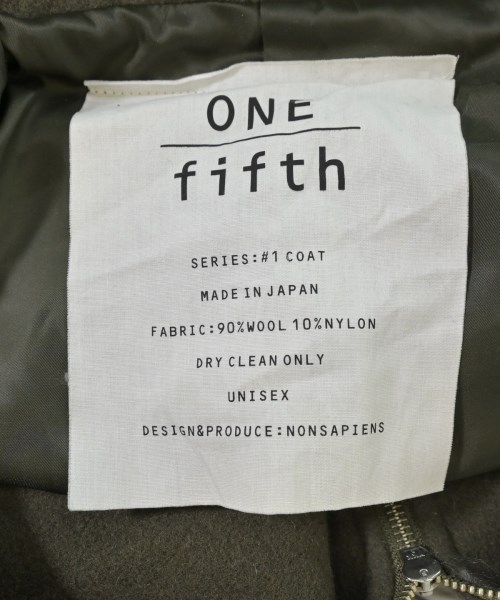 ONE
fifth
SERIES:#1 COAT
MADE IN JAPAN
FABRIC:90%WOOL 10%NYLON
DRY CLEAN ONLY
UNISEX
DESIGN&PRODUCE:NONSAPIENS